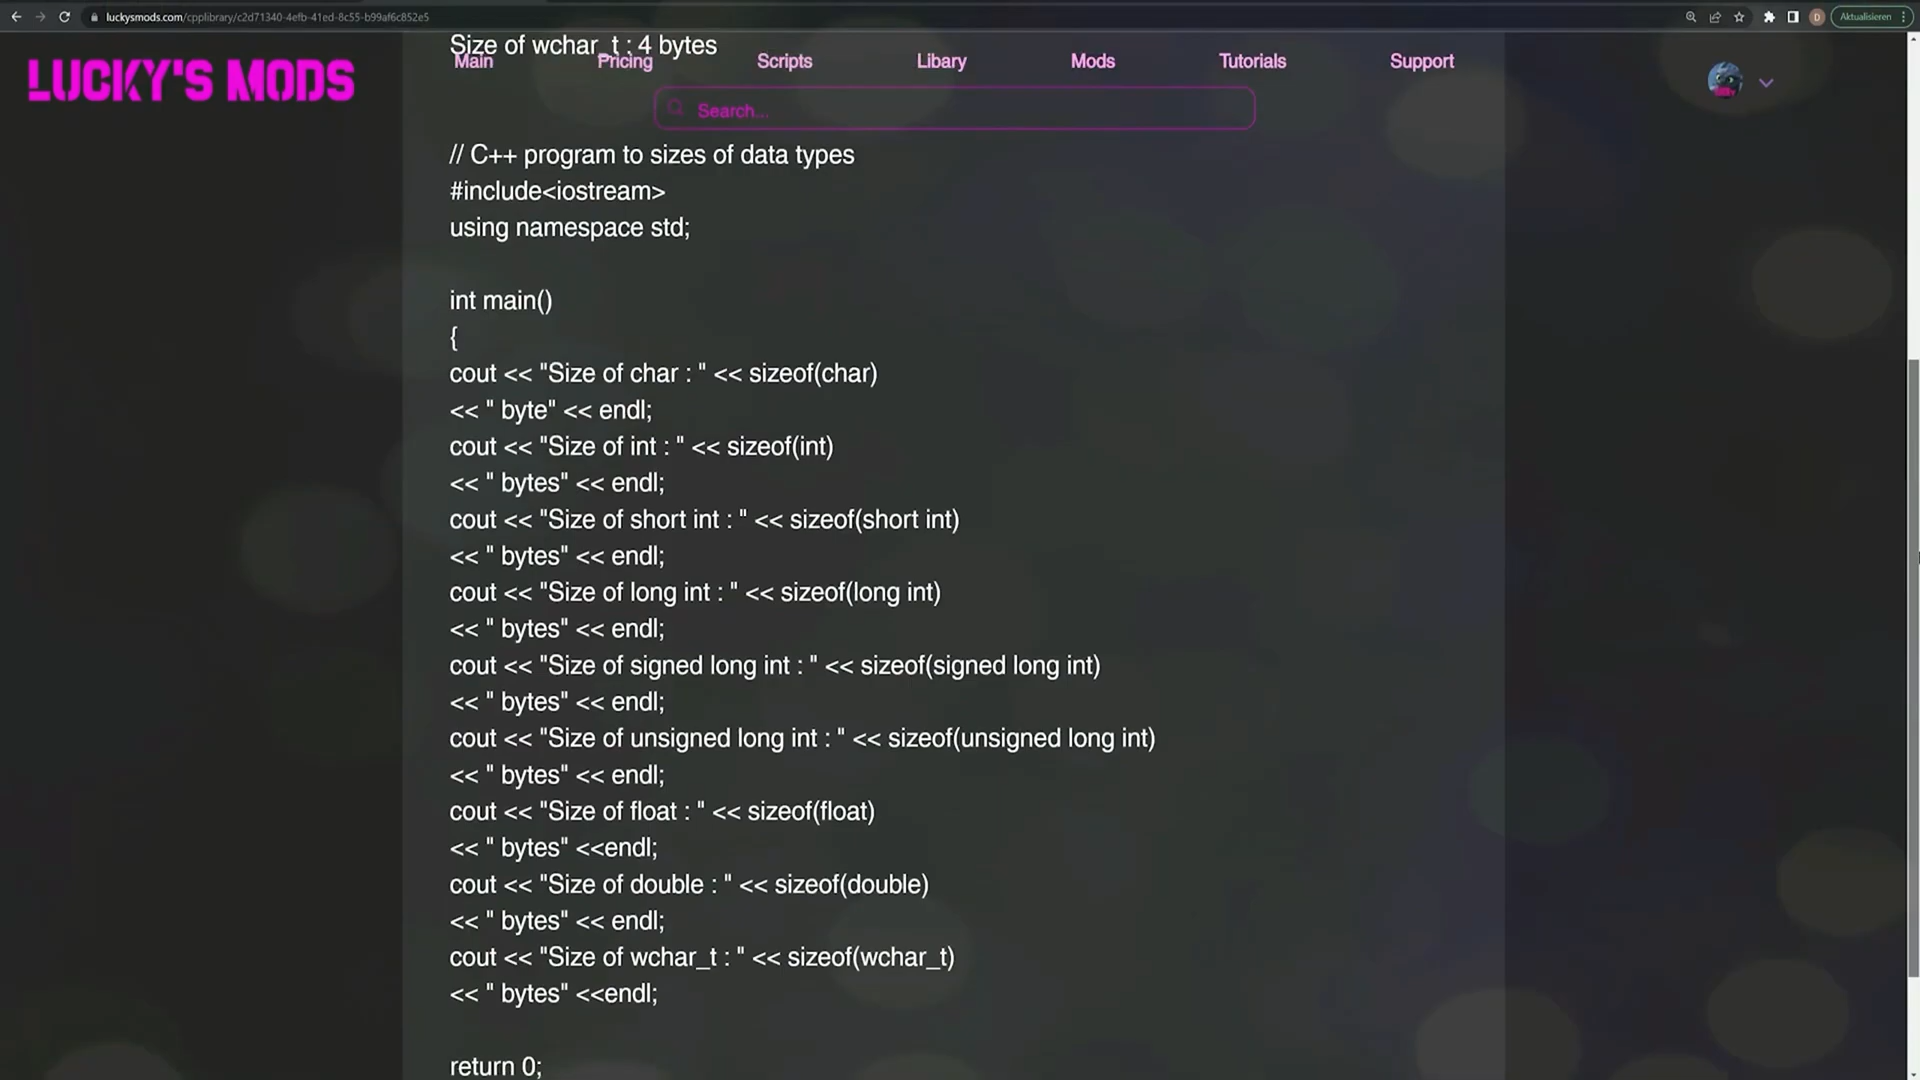 luckysmods.com/cpplibrary/c2d71340-4efb-41ed-8c55-b99af6c852e5
D
Aktualisieren
LUCKY'S MODS
Size of wchar_t : 4 bytes
Main
Pricing
Scripts
Libary
Mods
Tutorials
Support
Search...
// C++ program to sizes of data types
#include<iostream>
using namespace std;
int main()
{
cout << "Size of char : " << sizeof(char)
<< " byte" << endl;
cout << "Size of int : " << sizeof(int)
<< " bytes" << endl;
cout << "Size of short int : " << sizeof(short int)
<< " bytes" << endl;
cout << "Size of long int : " << sizeof(long int)
<< " bytes" << endl;
cout << "Size of signed long int : " << sizeof(signed long int)
<< " bytes" << endl;
cout << "Size of unsigned long int : " << sizeof(unsigned long int)
<< " bytes" << endl;
cout << "Size of float : " << sizeof(float)
<< " bytes" <<endl;
cout << "Size of double : " << sizeof(double)
<< " bytes" << endl;
cout << "Size of wchar_t : " << sizeof(wchar_t)
<< " bytes" <<endl;
return 0;